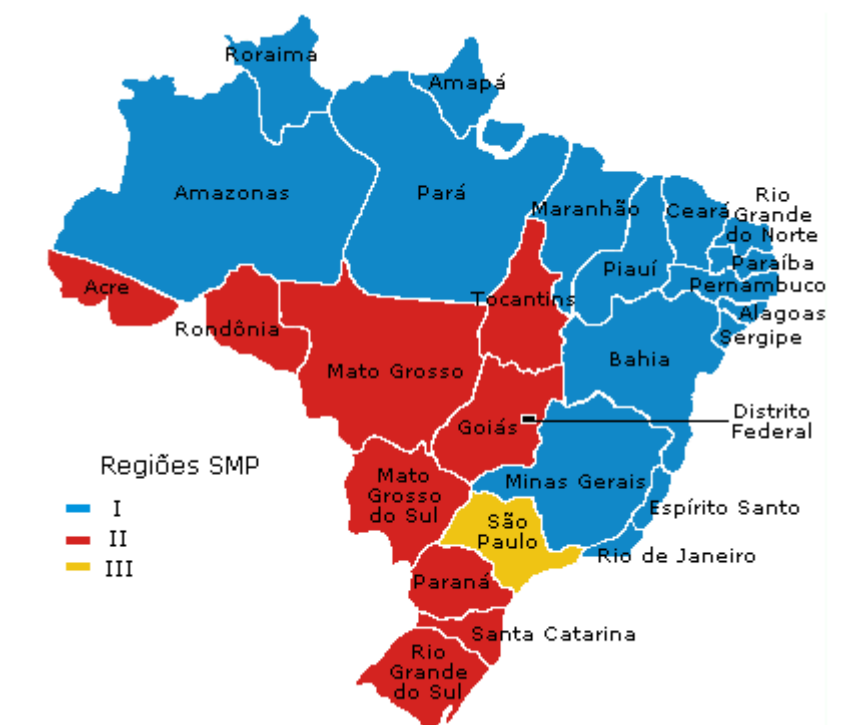 Roraima
Amapá
Amazonas
Pará
Maranhão
Ceará
Rio
Grande
do Norte
Piauí
Paraíba
Pernambuco
Acre
Tocantins
Alagoas
Rondônia
Sergipe
Bahia
Mato Grosso
Goiás
Distrito
Federal
Regiões SMP
I
II
III
Mato
Grosso
do Sul
Minas Gerais
Espírito Santo
São
Paulo
Rio de Janeiro
Paraná
Santa Catarina
Rio
Grande
do Sul